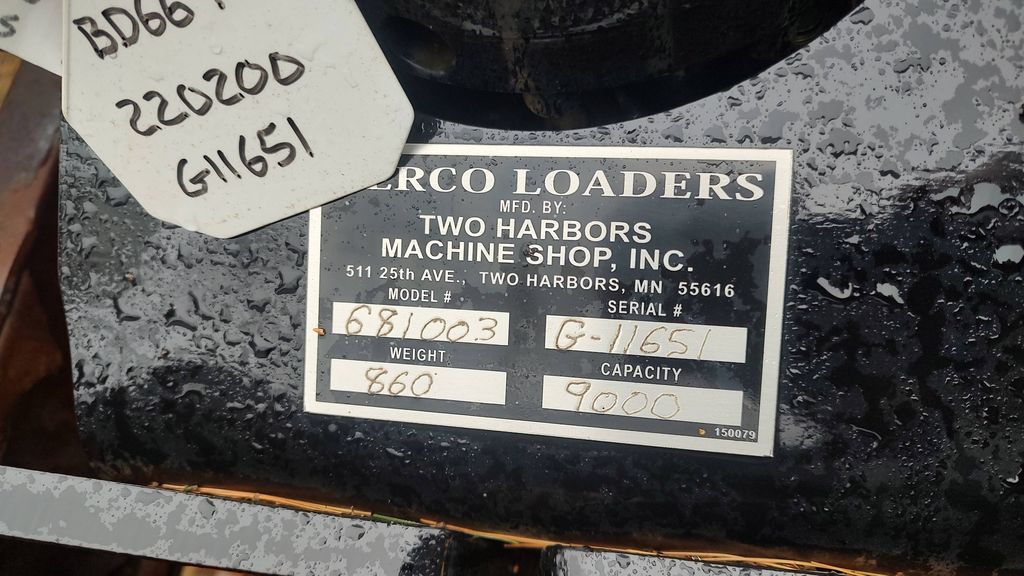 220200
G11651
ERCO LOADERS
MFD. BY:
TWO HARBORS
MACHINE SHOP, INC.
511 25th AVE., TWO HARBORS, MN 55616
MODEL # SERIAL #
681003 G-11651
WEIGHT CAPACITY
860 9000
150079